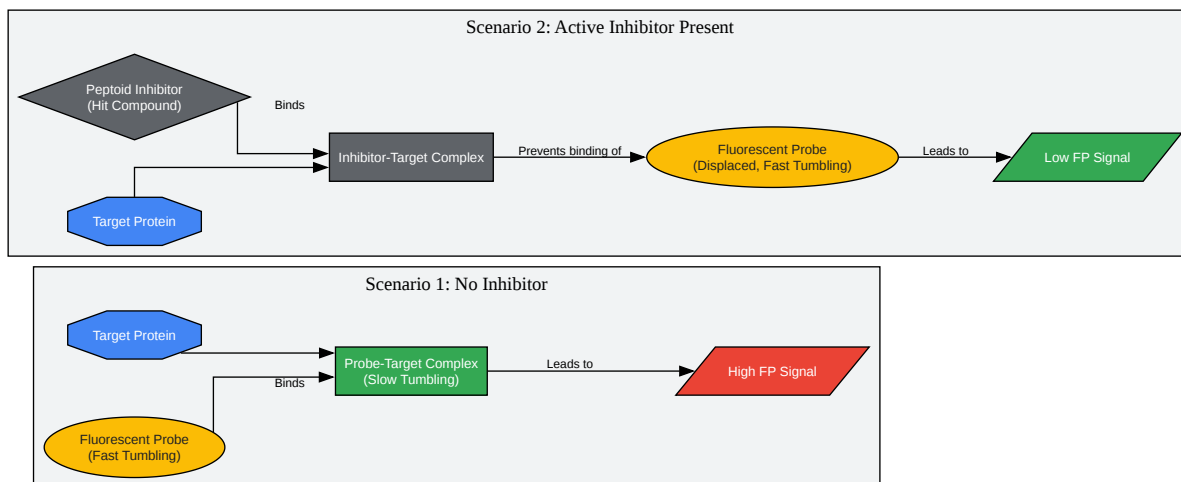 Scenario 2: Active Inhibitor Present
Peptoid Inhibitor
(Hit Compound)
Binds
Inhibitor-Target Complex
Prevents binding of
Fluorescent Probe
(Displaced, Fast Tumbling)
Leads to
Low FP Signal
Target Protein
Scenario 1: No Inhibitor
Target Protein
Probe-Target Complex
(Slow Tumbling)
Leads to
High FP Signal
Binds
Fluorescent Probe
(Fast Tumbling)